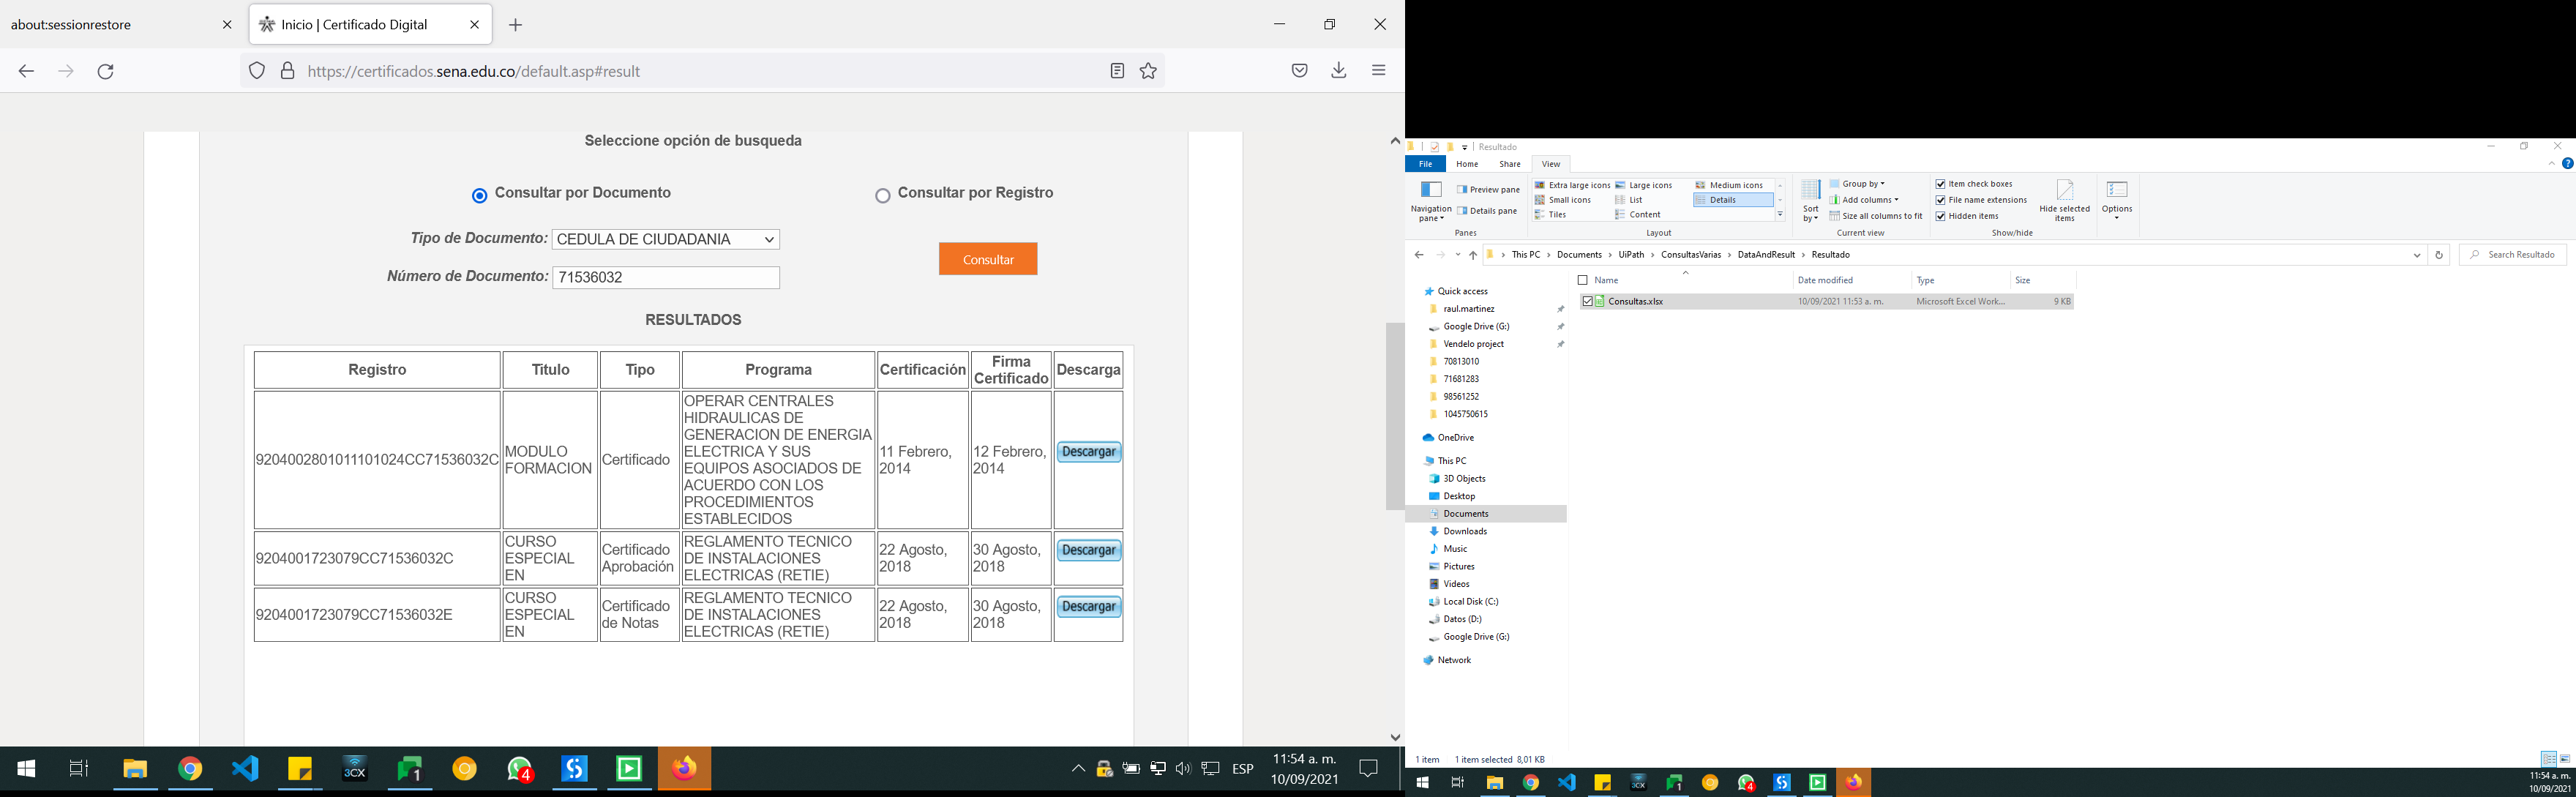 about:sessionrestore
Inicio | Certificado Digital
https://certificados.sena.edu.co/default.asp#result
Seleccione opción de busqueda
Consultar por Documento
Consultar por Registro
Tipo de Documento: CEDULA DE CIUDADANIA
Número de Documento: 71536032
Consultar
RESULTADOS
Registro Titulo Tipo Programa Certificación Firma Certificado Descarga
9204002801011101024CC71536032C MODULO FORMACION Certificado OPERAR CENTRALES HIDRAULICAS DE GENERACION DE ENERGIA ELECTRICA Y SUS EQUIPOS ASOCIADOS DE ACUERDO CON LOS PROCEDIMIENTOS ESTABLECIDOS 11 Febrero, 2014 12 Febrero, 2014 Descargar
9204001723079CC71536032C CURSO ESPECIAL EN Certificado Aprobación REGLAMENTO TECNICO DE INSTALACIONES ELECTRICAS (RETIE) 22 Agosto, 2018 30 Agosto, 2018 Descargar
9204001723079CC71536032E CURSO ESPECIAL EN Certificado de Notas REGLAMENTO TECNICO DE INSTALACIONES ELECTRICAS (RETIE) 22 Agosto, 2018 30 Agosto, 2018 Descargar
3CX
1
4
ESP
11:54 a. m.
10/09/2021
Resultado
File Home Share View
Navigation pane
Preview pane
Details pane
Panes
Extra large icons Large icons Medium icons
Small icons List Details
Tiles Content
Layout
Sort by
Group by
Add columns
Size all columns to fit
Current view
Item check boxes
File name extensions
Hidden items
Hide selected items
Show/hide
Options
This PC > Documents > UiPath > ConsultasVarias > DataAndResult > Resultado
Search Resultado
Name Date modified Type Size
Consultas.xlsx 10/09/2021 11:53 a. m. Microsoft Excel Work... 9 KB
Quick access
raul.martinez
Google Drive (G:)
Vendelo project
70813010
71681283
98561252
1045750615
OneDrive
This PC
3D Objects
Desktop
Documents
Downloads
Music
Pictures
Videos
Local Disk (C:)
Datos (D:)
Google Drive (G:)
Network
1 item 1 item selected 8,01 KB
3CX
1
4
11:54 a. m.
10/09/2021